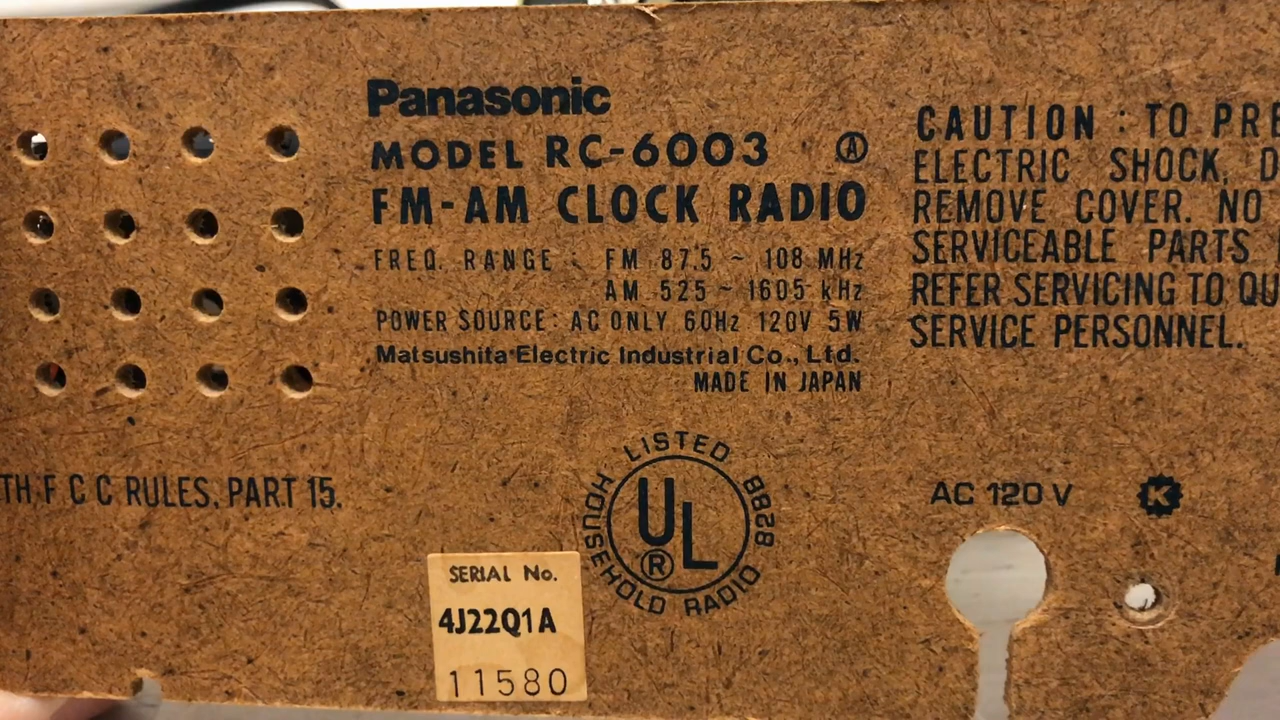 Panasonic
MODEL RC-6003 Ⓐ
FM-AM CLOCK RADIO
FREQ. RANGE : FM 87.5 ~ 108 MHz
AM 525 ~ 1605 kHz
POWER SOURCE : AC ONLY 60Hz 120V 5W
Matsushita Electric Industrial Co., Ltd.
MADE IN JAPAN
CAUTION : TO PRE
ELECTRIC SHOCK, D
REMOVE COVER. NO
SERVICEABLE PARTS
REFER SERVICING TO QU
SERVICE PERSONNEL.
TH F C C RULES, PART 15.
LISTED 882B
UL ®
HOUSEHOLD RADIO
AC 120 V K
SERIAL No.
4J22Q1A
11580